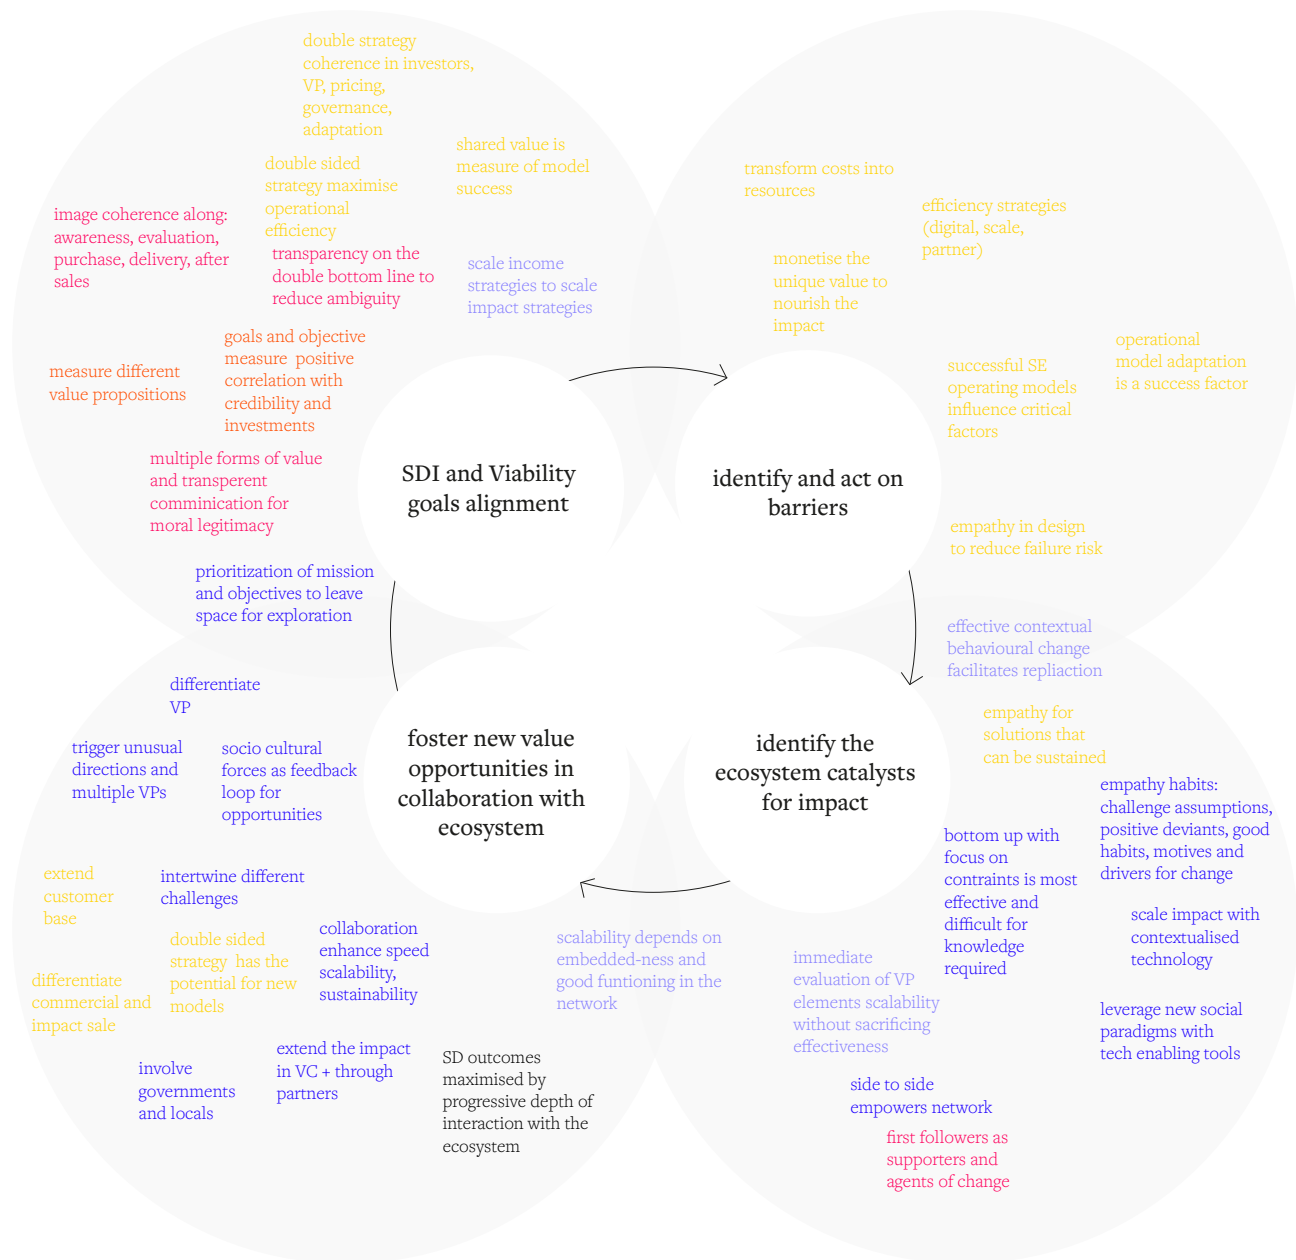 double strategy
coherence in investors,
VP, pricing,
governance,
adaptation
shared value is
measure of model
success
double sided
strategy maximise
operational
efficiency
image coherence along:
awareness, evaluation,
purchase, delivery, after
sales
transparency on the
double bottom line to
reduce ambiguity
scale income
strategies to scale
impact strategies
goals and objective
measure positive
correlation with
credibility and
investments
measure different
value propositions
multiple forms of value
and transperent
comminication for
moral legitimacy
SDI and Viability
goals alignment
prioritization of mission
and objectives to leave
space for exploration
transform costs into
resources
efficiency strategies
(digital, scale,
partner)
monetise the
unique value to
nourish the
impact
operational
model adaptation
is a success factor
successful SE
operating models
influence critical
factors
identify and act on
barriers
empathy in design
to reduce failure risk
effective contextual
behavioural change
facilitates repliaction
empathy for
solutions that
can be sustained
identify the
ecosystem catalysts
for impact
empathy habits:
challenge assumptions,
positive deviants, good
habits, motives and
drivers for change
bottom up with
focus on
contraints is most
effective and
difficult for
knowledge
required
scale impact with
contextualised
technology
immediate
evaluation of VP
elements scalability
without sacrificing
effectiveness
leverage new social
paradigms with
tech enabling tools
side to side
empowers network
first followers as
supporters and
agents of change
differentiate
VP
trigger unusual
directions and
multiple VPs
socio cultural
forces as feedback
loop for
opportunities
foster new value
opportunities in
collaboration with
ecosystem
extend
customer
base
intertwine different
challenges
collaboration
enhance speed
scalability,
sustainability
double sided
strategy has the
potential for new
models
differentiate
commercial and
impact sale
scalability depends on
embedded-ness and
good funtioning in the
network
involve
governments
and locals
extend the impact
in VC + through
partners
SD outcomes
maximised by
progressive depth of
interaction with the
ecosystem